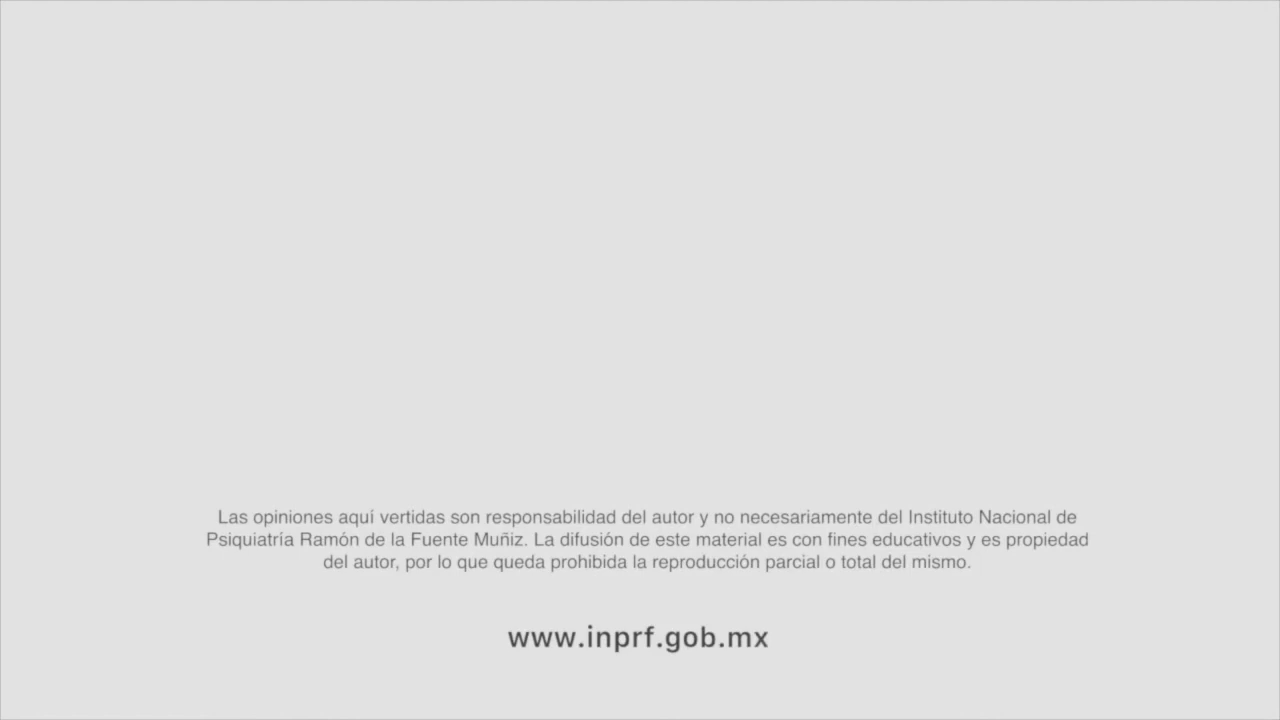 Las opiniones aquí vertidas son responsabilidad del autor y no necesariamente del Instituto Nacional de
Psiquiatría Ramón de la Fuente Muñiz. La difusión de este material es con fines educativos y es propiedad
del autor, por lo que queda prohibida la reproducción parcial o total del mismo.
www.inprf.gob.mx